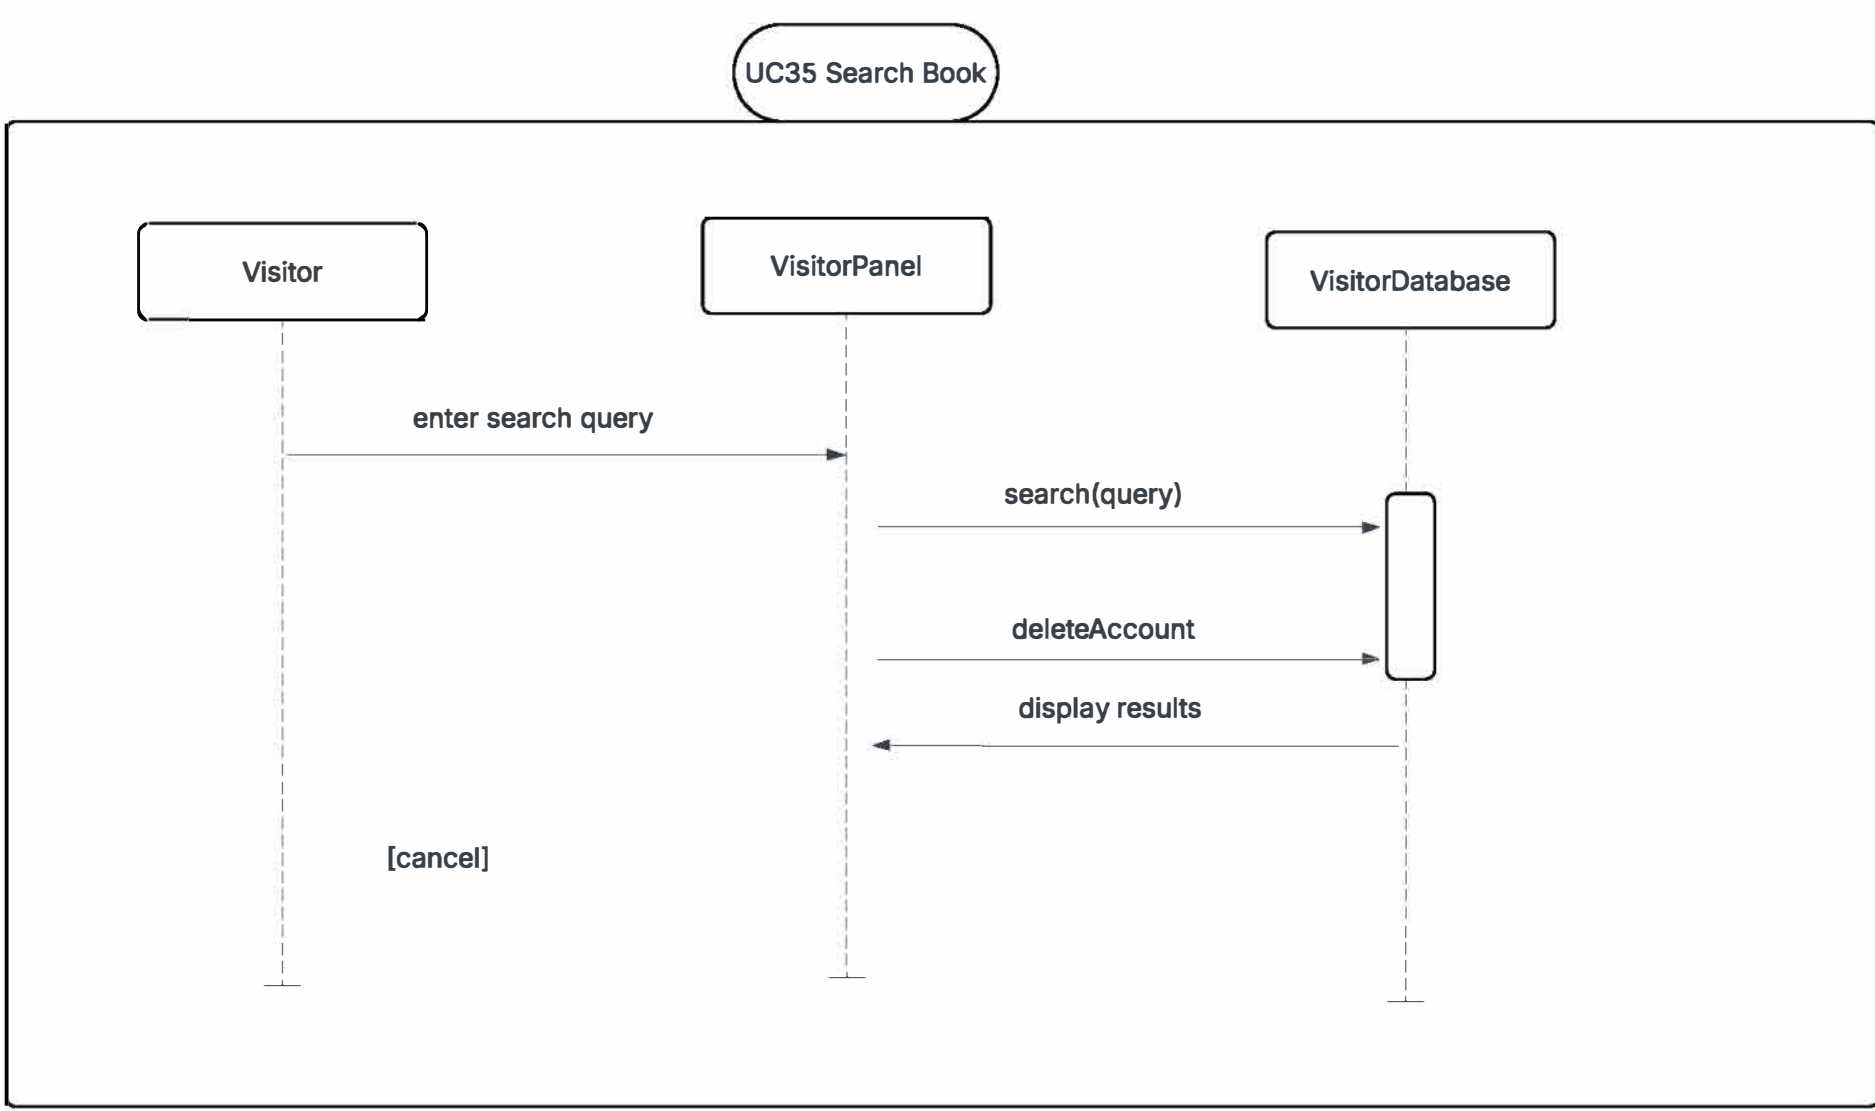 UC35 Search Book
Visitor
VisitorPanel
VisitorDatabase
enter search query
search(query)
deleteAccount
display results
[cancel]